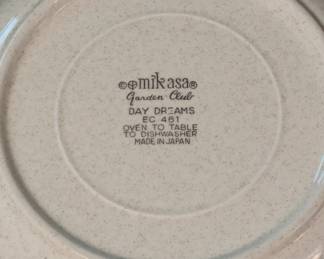 ©⊕mikasa®
Garden Club
DAY DREAMS
EC 461
OVEN TO TABLE
TO DISHWASHER
MADE IN JAPAN